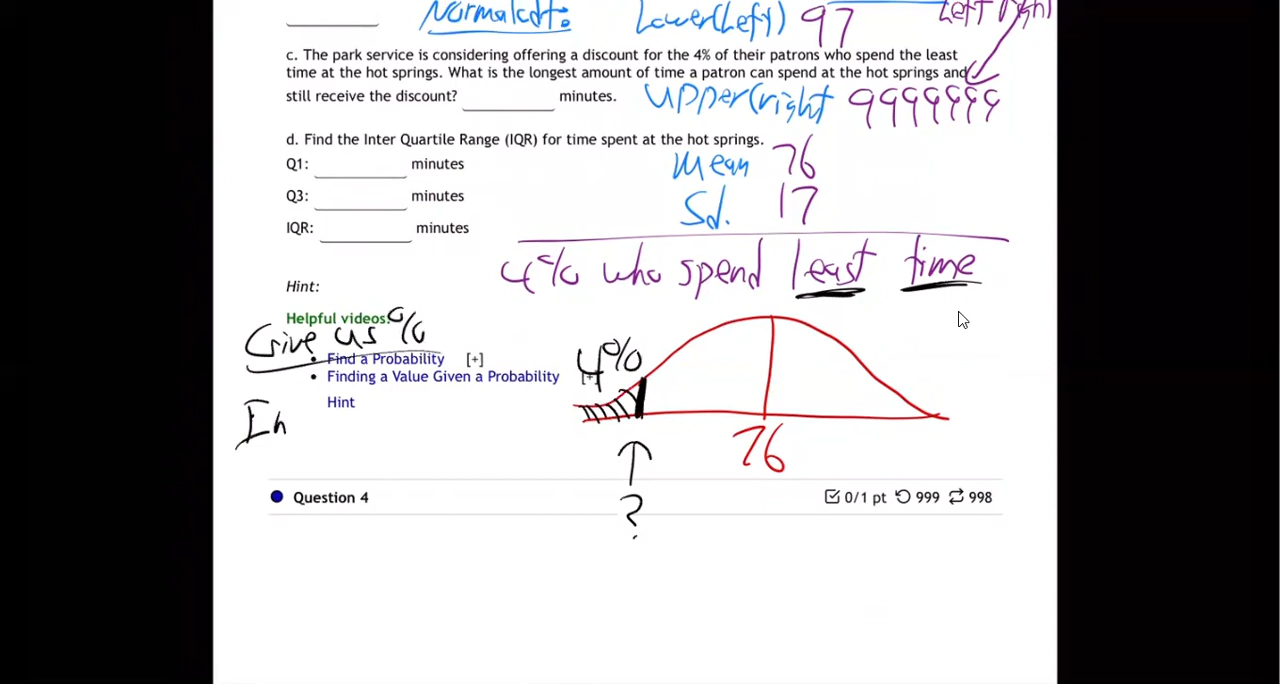 Normalcdf: Lower(Left) 97 Left right
c. The park service is considering offering a discount for the 4% of their patrons who spend the least
time at the hot springs. What is the longest amount of time a patron can spend at the hot springs and
still receive the discount? __________ minutes. Upper(right 9999999
d. Find the Inter Quartile Range (IQR) for time spent at the hot springs.
Q1: __________ minutes Mean 76
Q3: __________ minutes Sd. 17
IQR: __________ minutes
4% who spend least time
Hint:
Helpful videos:
Give us %
• Find a Probability [+]
• Finding a Value Given a Probability [+]
4%
Hint
In
76
?
Question 4 0/1 pt 999 998